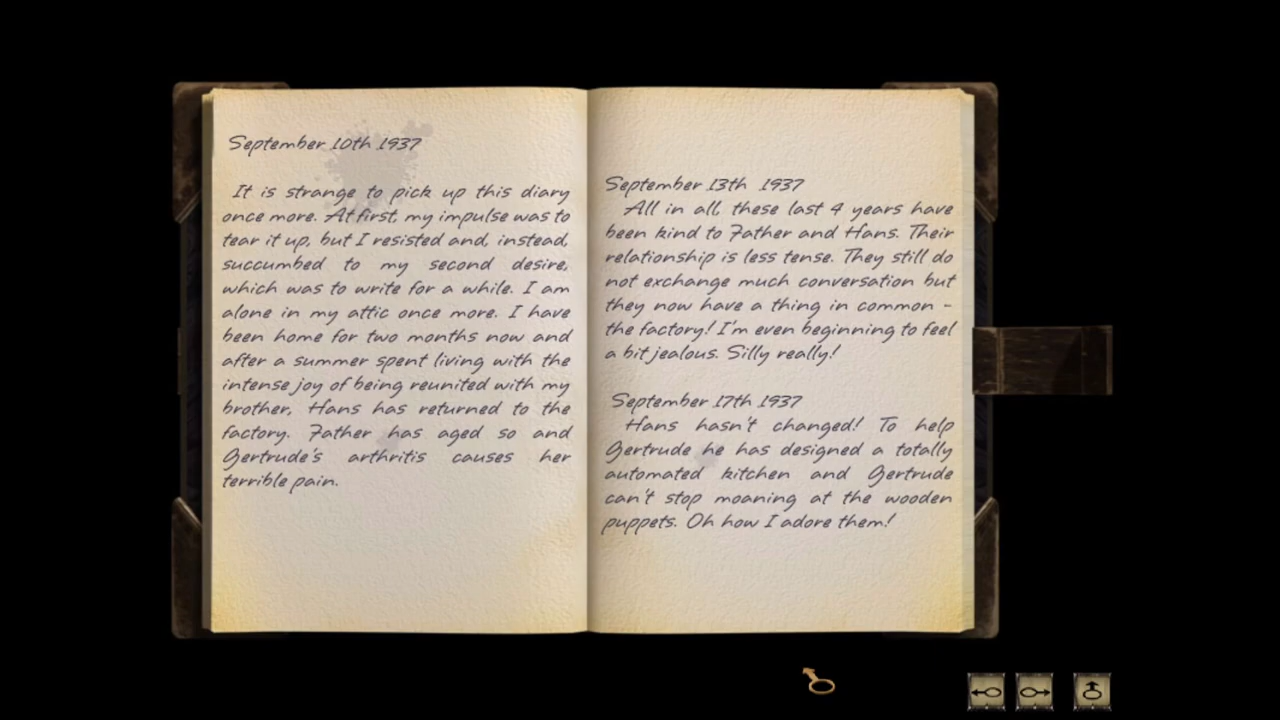 September 10th 1937
It is strange to pick up this diary
once more. At first, my impulse was to
tear it up, but I resisted and, instead,
succumbed to my second desire,
which was to write for a while. I am
alone in my attic once more. I have
been home for two months now and
after a summer spent living with the
intense joy of being reunited with my
brother, Hans has returned to the
factory. Father has aged so and
Gertrude's arthritis causes her
terrible pain.
September 13th 1937
All in all, these last 4 years have
been kind to Father and Hans. Their
relationship is less tense. They still do
not exchange much conversation but
they now have a thing in common -
the factory! I'm even beginning to feel
a bit jealous. Silly really!
September 17th 1937
Hans hasn't changed! To help
Gertrude he has designed a totally
automated kitchen and Gertrude
can't stop moaning at the wooden
puppets. Oh how I adore them!